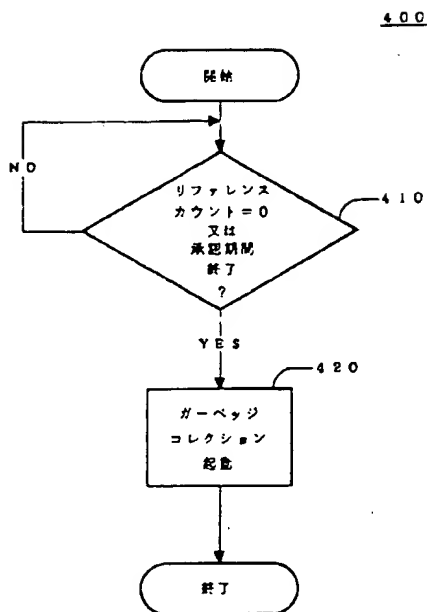 400
開始
NO
リファレンス
カウント=0
又は
承認期間
終了
?
410
YES
420
ガーベッジ
コレクション
起動
終了